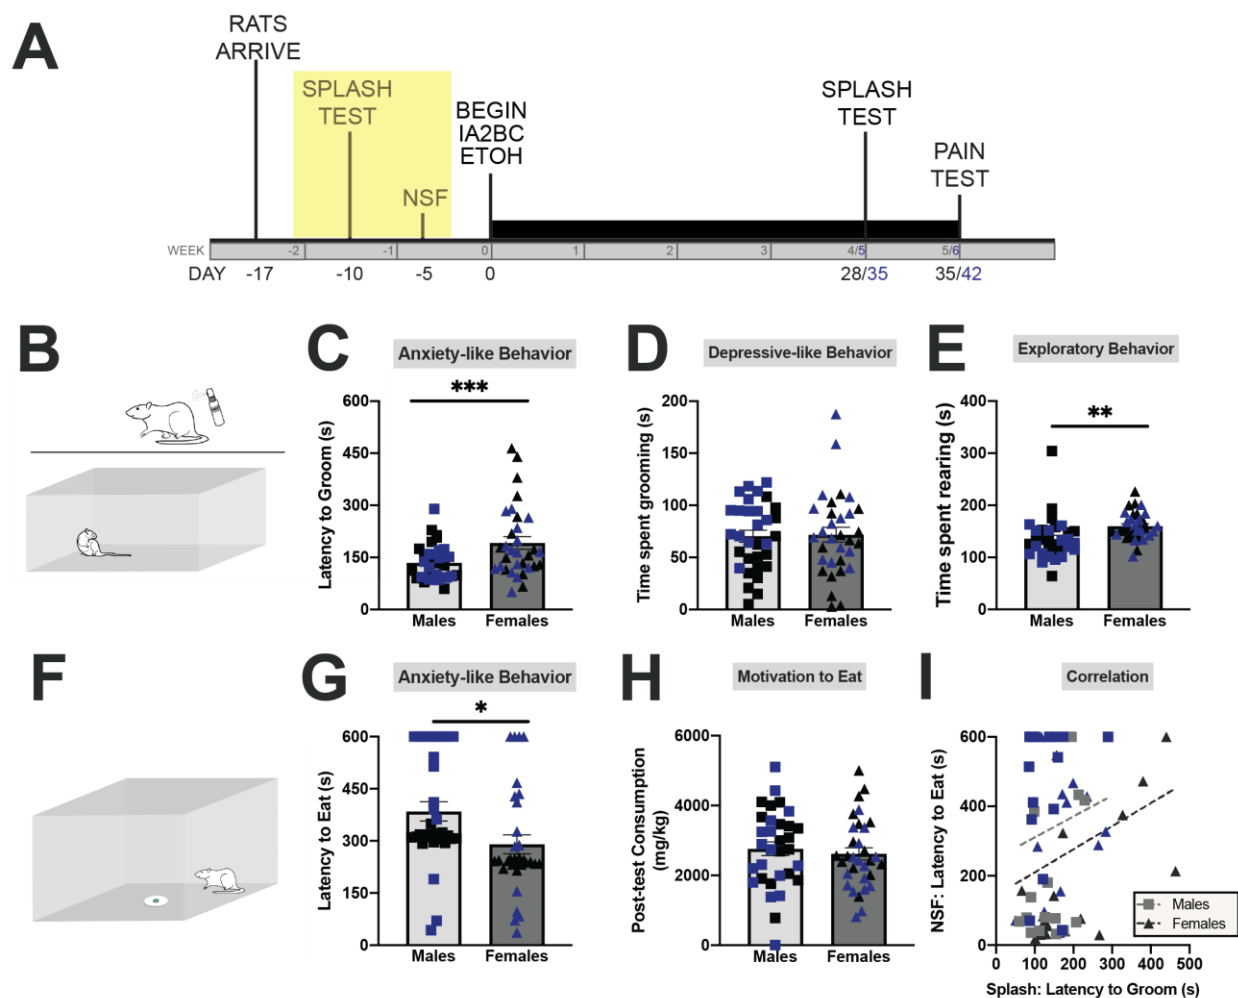 A
RATS
ARRIVE
SPLASH
TEST
NSF
BEGIN
IA2BC
ETOH
SPLASH
TEST
PAIN
TEST
WEEK -2 -1 0 1 2 3 4/5 5/6
DAY -17 -10 -5 0 28/35 35/42
B
C
Anxiety-like Behavior
***
Latency to Groom (s)
600
450
300
150
0
Males Females
D
Depressive-like Behavior
Time spent grooming (s)
200
150
100
50
0
Males Females
E
Exploratory Behavior
**
Time spent rearing (s)
400
300
200
100
0
Males Females
F
G
Anxiety-like Behavior
*
Latency to Eat (s)
600
450
300
150
0
Males Females
H
Motivation to Eat
Post-test Consumption
(mg/kg)
6000
4000
2000
0
Males Females
I
Correlation
NSF: Latency to Eat (s)
600
400
200
0
Males
Females
0 100 200 300 400 500
Splash: Latency to Groom (s)